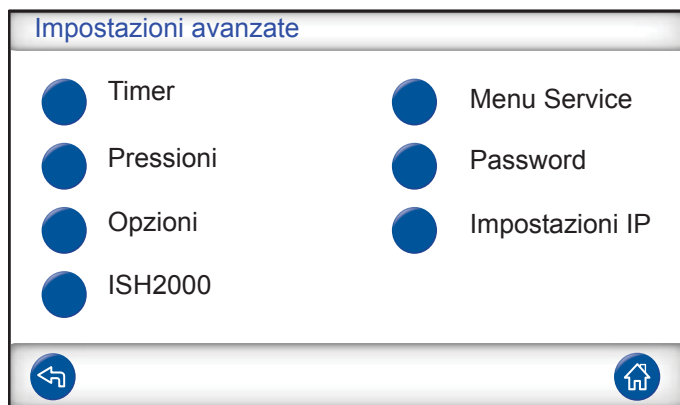 Impostazioni avanzate
Timer
Pressioni
Opzioni
ISH2000
Menu Service
Password
Impostazioni IP